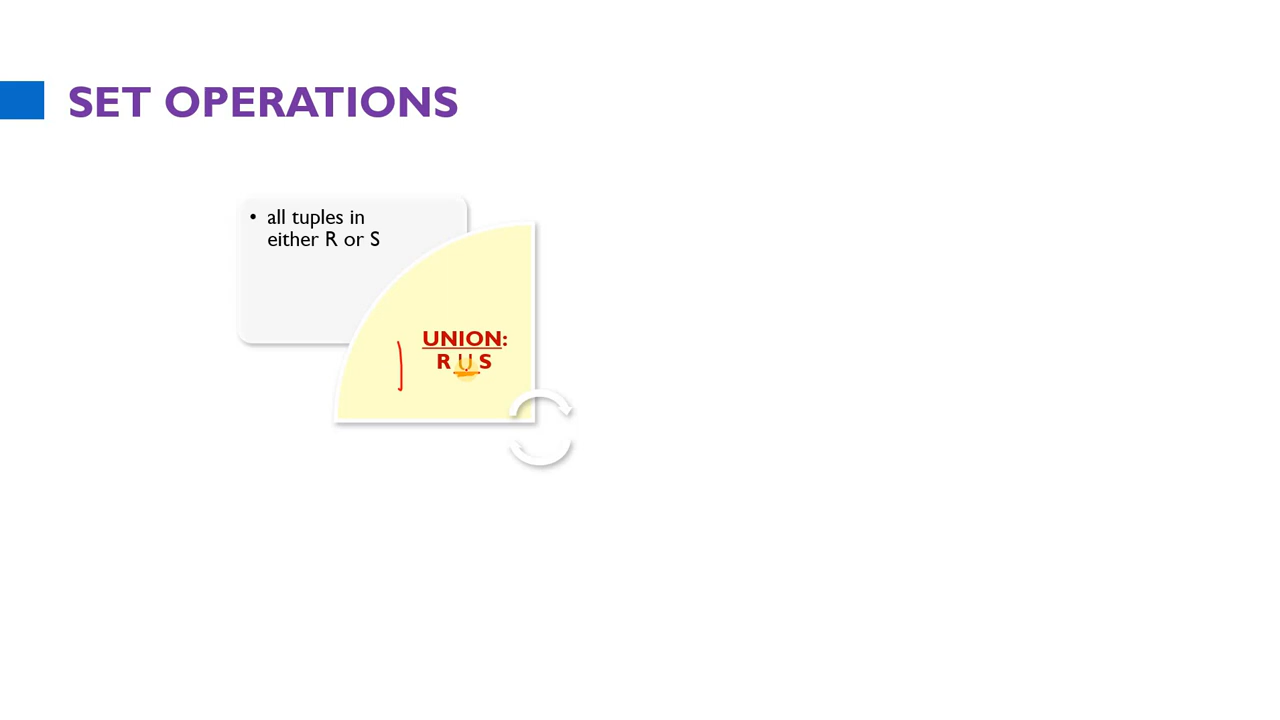 SET OPERATIONS
• all tuples in
either R or S
UNION:
R U S